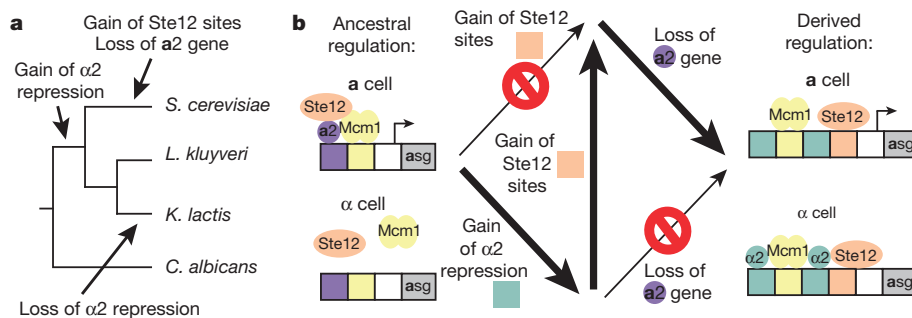 a
Gain of Ste12 sites
Loss of a2 gene
Gain of α2
repression
S. cerevisiae
L. kluyveri
K. lactis
C. albicans
Loss of α2 repression
b
Ancestral
regulation:
a cell
Ste12
a2
Mcm1
asg
α cell
Ste12
Mcm1
asg
Gain of Ste12
sites
Loss of
a2 gene
Gain of
Ste12
sites
Gain
of α2
repression
Loss of
a2 gene
Derived
regulation:
a cell
Mcm1
Ste12
asg
α cell
α2
Mcm1
α2
Ste12
asg